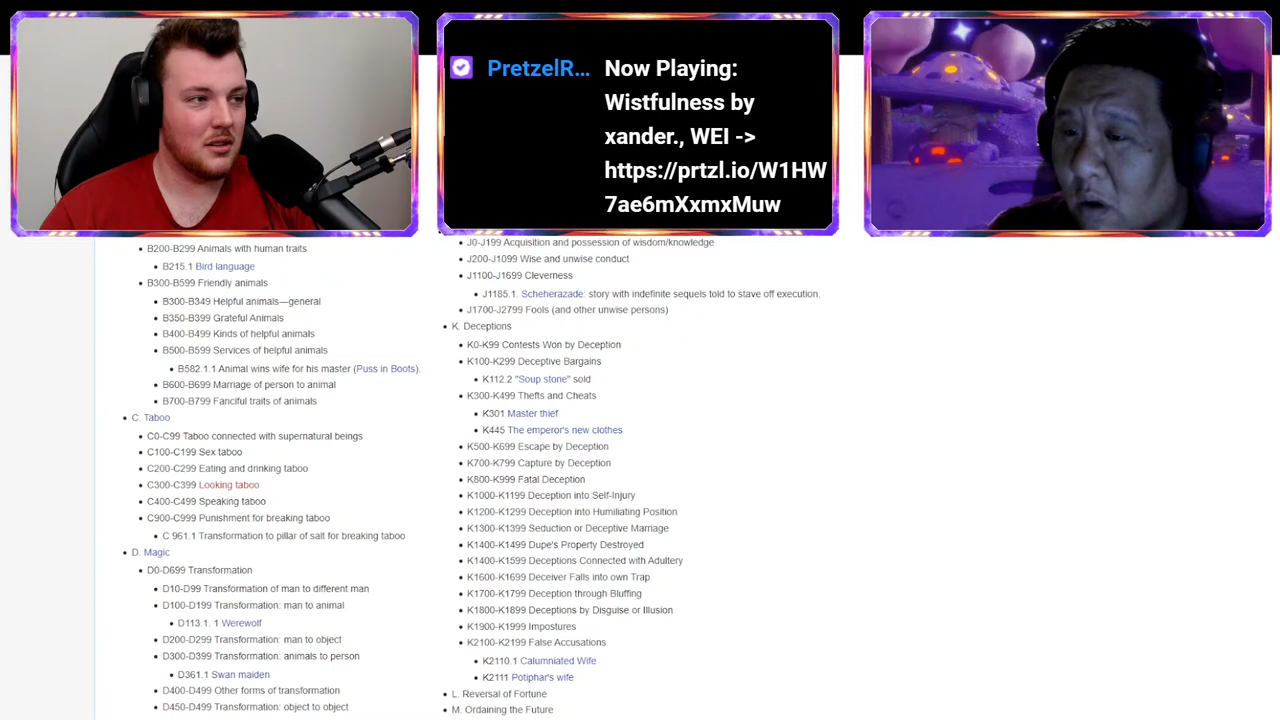 PretzelR... Now Playing:
Wistfulness by
xander., WEI ->
https://prtzl.io/W1HW
7ae6mXxmxMuw
B200-B299 Animals with human traits
B215.1 Bird language
B300-B599 Friendly animals
B300-B349 Helpful animals—general
B350-B399 Grateful Animals
B400-B499 Kinds of helpful animals
B500-B599 Services of helpful animals
B582.1.1 Animal wins wife for his master (Puss in Boots).
B600-B699 Marriage of person to animal
B700-B799 Fanciful traits of animals
C. Taboo
C0-C99 Taboo connected with supernatural beings
C100-C199 Sex taboo
C200-C299 Eating and drinking taboo
C300-C399 Looking taboo
C400-C499 Speaking taboo
C900-C999 Punishment for breaking taboo
C 961.1 Transformation to pillar of salt for breaking taboo
D. Magic
D0-D699 Transformation
D10-D99 Transformation of man to different man
D100-D199 Transformation: man to animal
D113.1. 1 Werewolf
D200-D299 Transformation: man to object
D300-D399 Transformation: animals to person
D361.1 Swan maiden
D400-D499 Other forms of transformation
D450-D499 Transformation: object to object
J0-J199 Acquisition and possession of wisdom/knowledge
J200-J1099 Wise and unwise conduct
J1100-J1699 Cleverness
J1185.1. Scheherazade: story with indefinite sequels told to stave off execution.
J1700-J2799 Fools (and other unwise persons)
K. Deceptions
K0-K99 Contests Won by Deception
K100-K299 Deceptive Bargains
K112.2 "Soup stone" sold
K300-K499 Thefts and Cheats
K301 Master thief
K445 The emperor's new clothes
K500-K699 Escape by Deception
K700-K799 Capture by Deception
K800-K999 Fatal Deception
K1000-K1199 Deception into Self-Injury
K1200-K1299 Deception into Humiliating Position
K1300-K1399 Seduction or Deceptive Marriage
K1400-K1499 Dupe's Property Destroyed
K1400-K1599 Deceptions Connected with Adultery
K1600-K1699 Deceiver Falls into own Trap
K1700-K1799 Deception through Bluffing
K1800-K1899 Deceptions by Disguise or Illusion
K1900-K1999 Impostures
K2100-K2199 False Accusations
K2110.1 Calumniated Wife
K2111 Potiphar's wife
L. Reversal of Fortune
M. Ordaining the Future